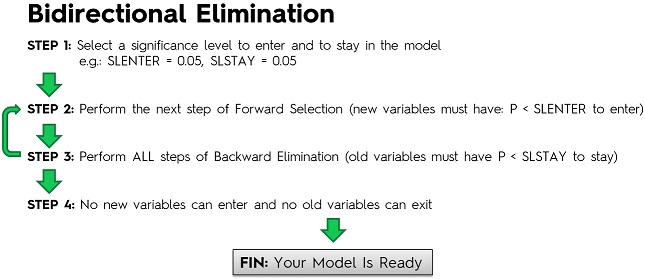 Bidirectional Elimination
STEP 1: Select a significance level to enter and to stay in the model
e.g.: SLENTER = 0.05, SLSTAY = 0.05
STEP 2: Perform the next step of Forward Selection (new variables must have: P < SLENTER to enter)
STEP 3: Perform ALL steps of Backward Elimination (old variables must have P < SLSTAY to stay)
STEP 4: No new variables can enter and no old variables can exit
FIN: Your Model Is Ready